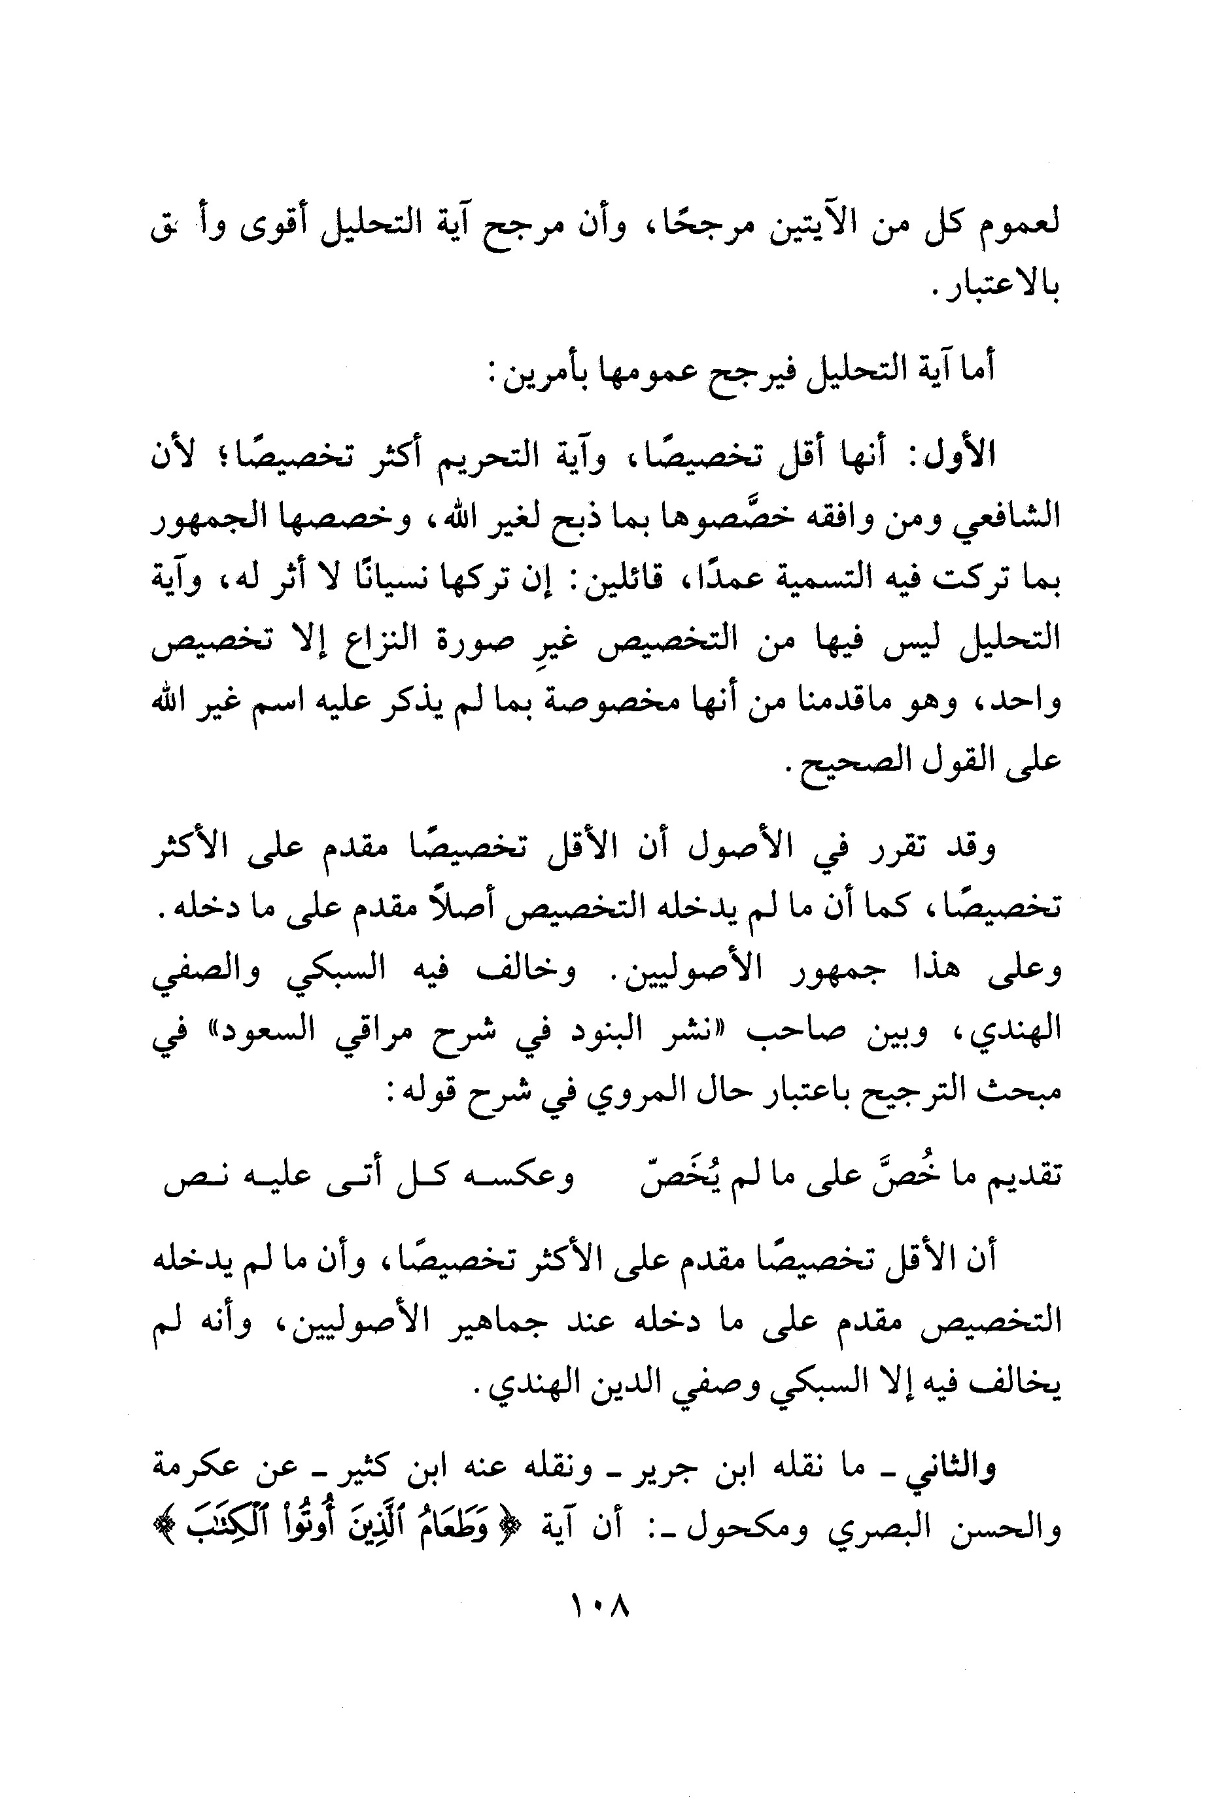 لعموم كل من الآيتين مرجحًا، وأن مرجح آية التحليل أقوى
بالاعتبار.
أما آية التحليل فيرجح عمومها بأمرين:
الأول: أنها أقل تخصيصًا، وآية التحريم أكثر تخصيصًا؛ لأن
الشافعي ومن وافقه خصَّصوها بما ذبح لغير الله، وخصصها الجمهور
بما تركت فيه التسمية عمدًا، قائلين: إن تركها نسيانًا لا أثر له، وآية
التحليل ليس فيها من التخصيص غيرِ صورة النزاع إلا تخصيص
واحد، وهو ماقدمنا من أنها مخصوصة بما لم يذكر عليه اسم غير الله
على القول الصحيح.
وقد تقرر في الأصول أن الأقل تخصيصًا مقدم على الأكثر
تخصيصًا، كما أن ما لم يدخله التخصيص أصلاً مقدم على ما دخله.
وعلى هذا جمهور الأصوليين. وخالف فيه السبكي والصفي
الهندي، وبين صاحب «نشر البنود في شرح مراقي السعود» في
مبحث الترجيح باعتبار حال المروي في شرح قوله:
تقديم ما خُصَّ على ما لم يُخَصّ وعكسه كل أتى عليه نص
أن الأقل تخصيصًا مقدم على الأكثر تخصيصًا، وأن ما لم يدخله
التخصيص مقدم على ما دخله عند جماهير الأصوليين، وأنه لم
يخالف فيه إلا السبكي وصفي الدين الهندي.
والثاني ـ ما نقله ابن جرير ـ ونقله عنه ابن كثير ـ عن عكرمة
والحسن البصري ومكحول ـ: أن آية ﴿وَطَعَامُ ٱلَّذِينَ أُوتُوا۟ ٱلْكِتَـٰبَ﴾
١٠٨